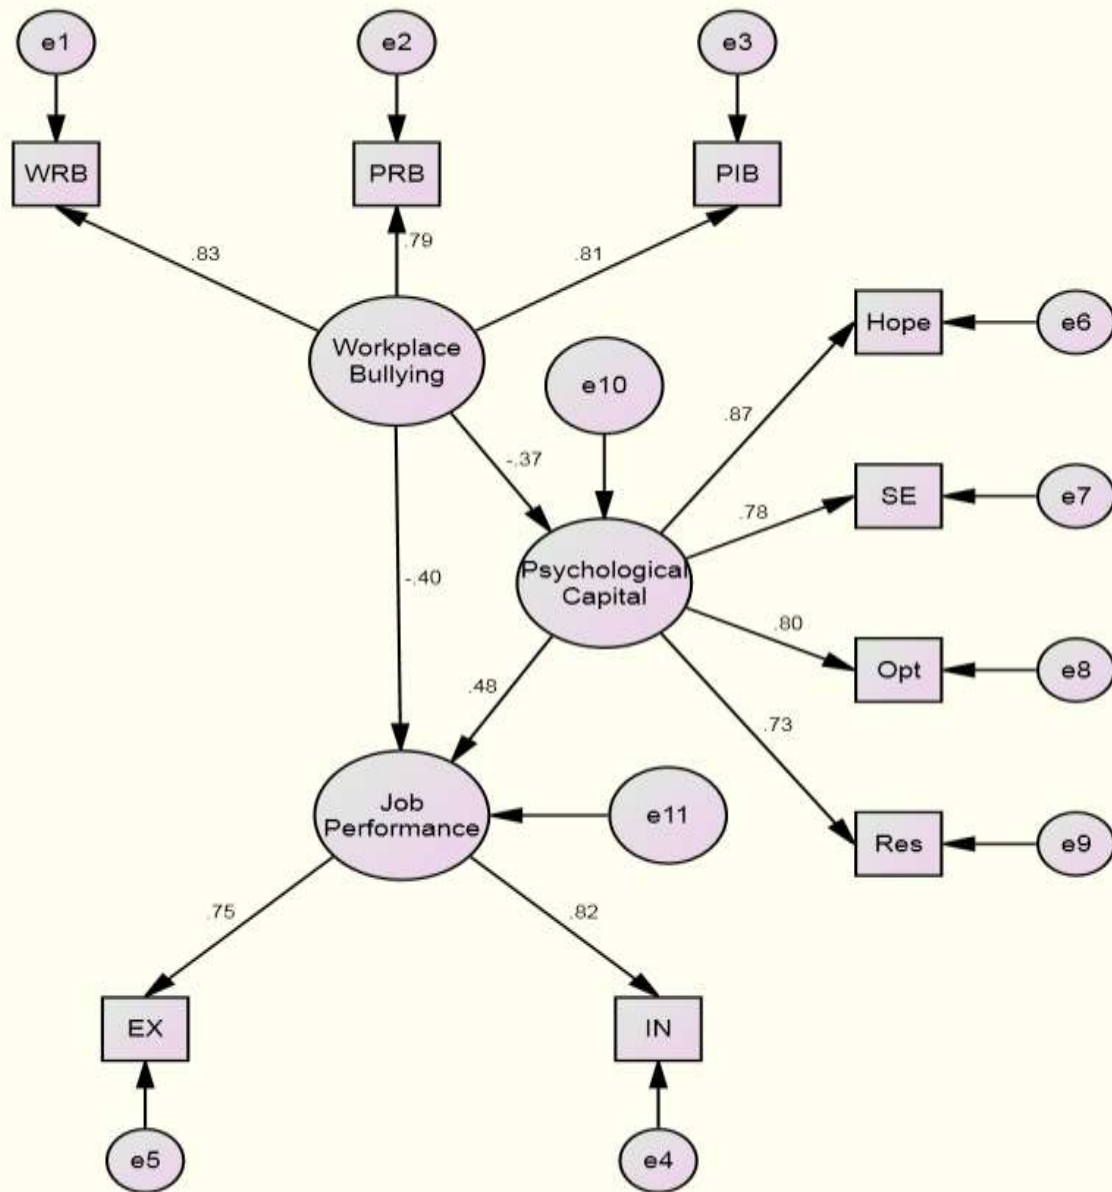 e1
e2
e3
WRB
PRB
PIB
.83
.79
.81
Hope
e6
Workplace
Bullying
e10
.87
-.37
SE
e7
.78
-.40
Psychological
Capital
.80
Opt
e8
.48
.73
Job
Performance
e11
Res
e9
.75
.82
EX
IN
e5
e4